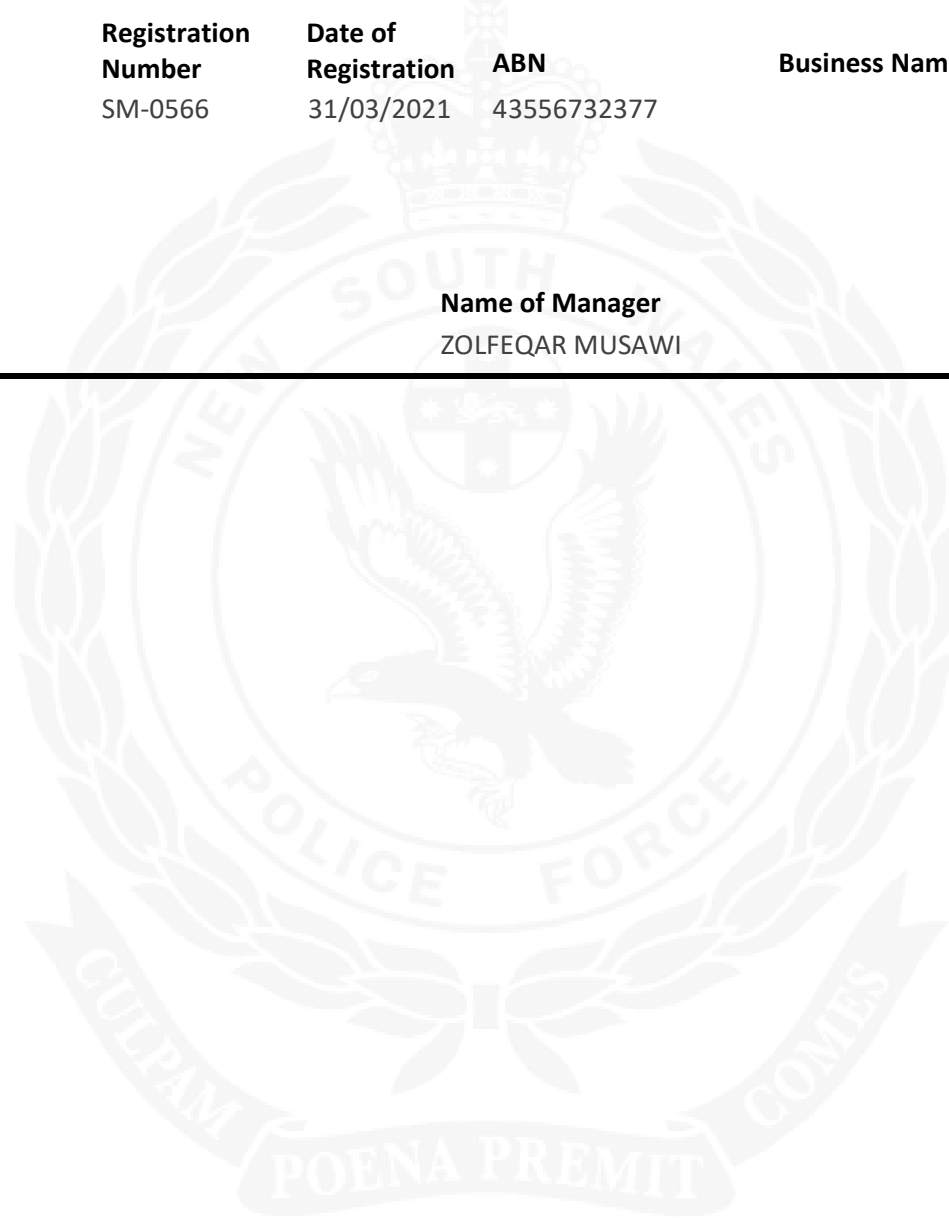 Registration Number
Date of Registration
ABN
Business Nam
SM-0566
31/03/2021
43556732377
Name of Manager
ZOLFEQAR MUSAWI
NEW SOUTH WALES
POLICE FORCE
CULPAM POENA PREMIT COMES